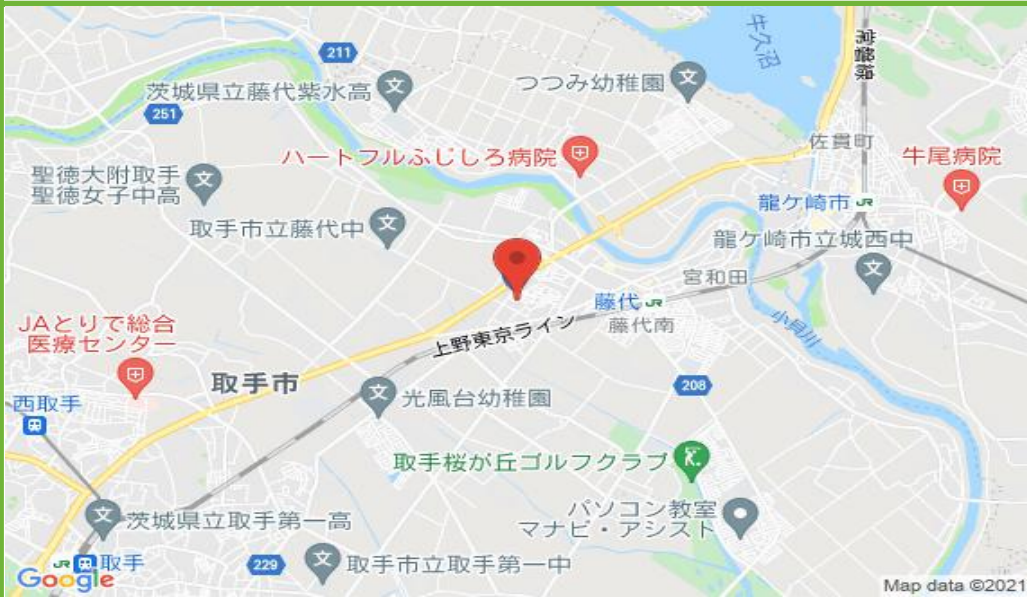 211
牛久沼
常磐線
茨城県立藤代紫水高
つつみ幼稚園
251
佐貫町
ハートフルふじしろ病院
牛尾病院
聖徳大附取手
聖徳女子中高
取手市立藤代中
龍ケ崎市 JR
龍ケ崎市立城西中
宮和田
藤代 JR
藤代南
上野東京ライン
小貝川
JAとりで総合
医療センター
取手市
208
西取手
光風台幼稚園
取手桜が丘ゴルフクラブ
パソコン教室
マナビ・アシスト
茨城県立取手第一高
JR 取手
229
取手市立取手第一中
Google
Map data ©2021